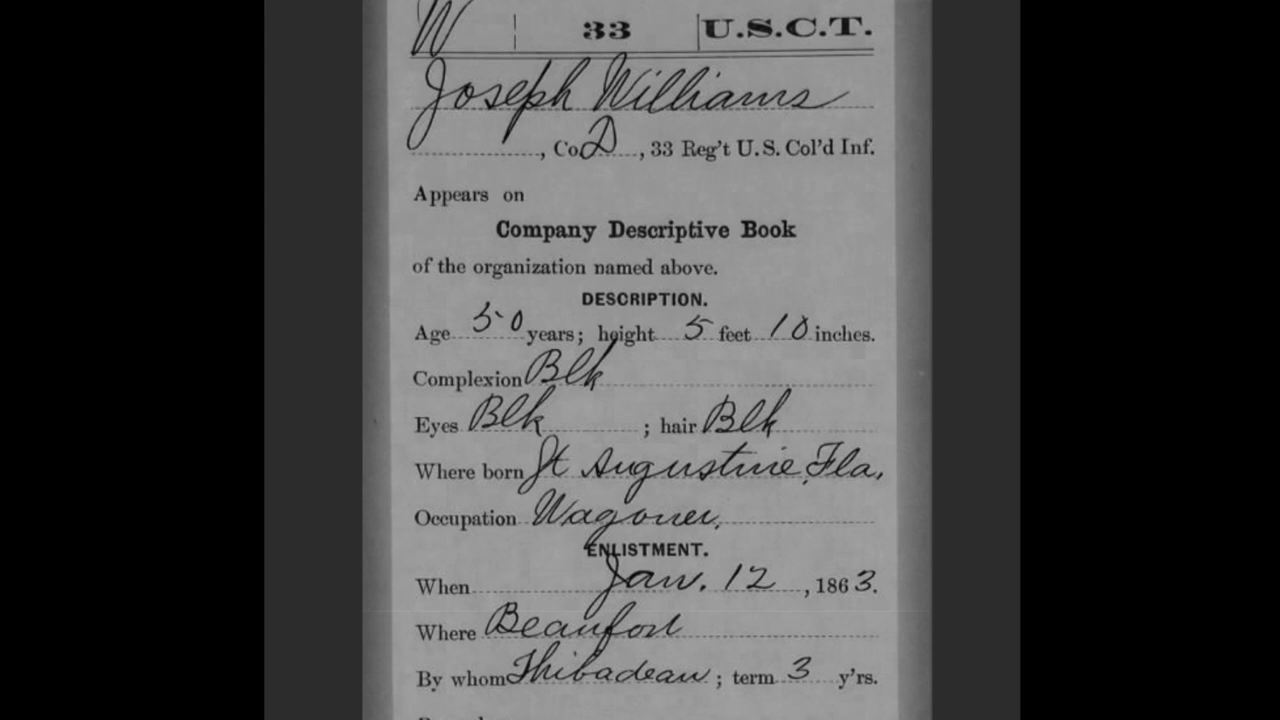 W 33 U.S.C.T.
Joseph Williams
, Co D, 33 Reg't U.S. Col'd Inf.
Appears on
Company Descriptive Book
of the organization named above.
DESCRIPTION.
Age 50 years; height 5 feet 10 inches.
Complexion Blk
Eyes Blk ; hair Blk
Where born St Augustine, Fla,
Occupation Wagoner,
ENLISTMENT.
When Jan. 12, 1863.
Where Beaufort
By whom Thibadeau ; term 3 y'rs.